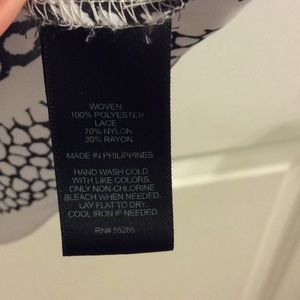 WOVEN:
100% POLYESTER
LACE
70% NYLON
30% RAYON
MADE IN PHILIPPINES
HAND WASH COLD
WITH LIKE COLORS.
ONLY NON-CHLORINE
BLEACH WHEN NEEDED.
LAY FLAT TO DRY.
COOL IRON IF NEEDED.
RN# 55285